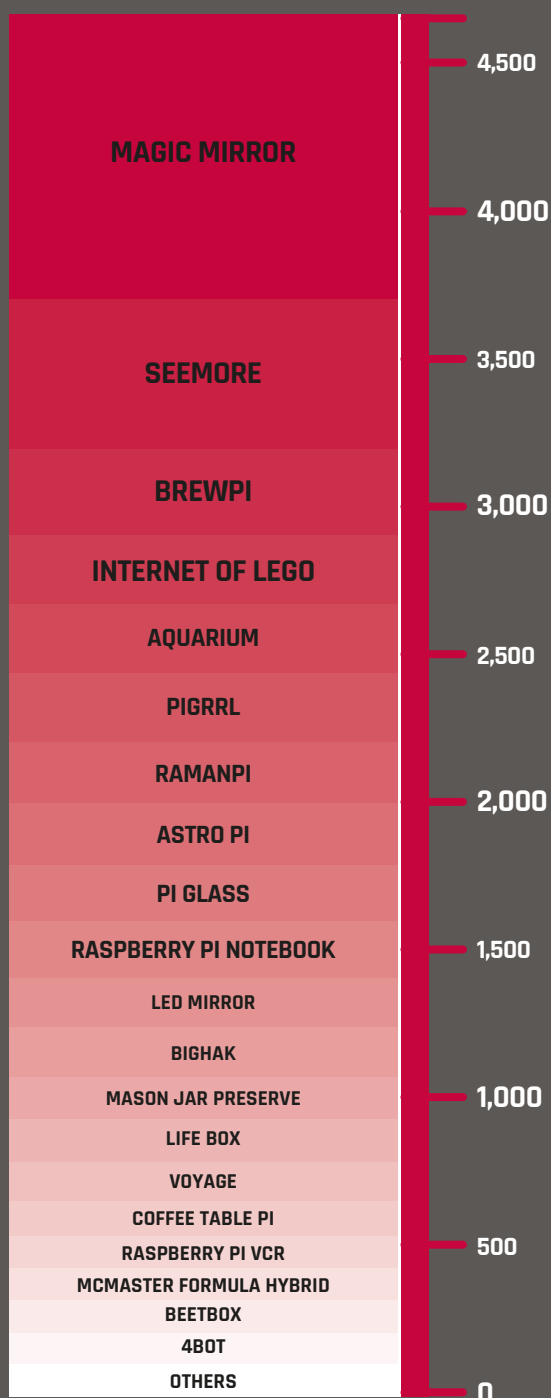 4,500
MAGIC MIRROR
4,000
SEEMORE
3,500
BREWPI
3,000
INTERNET OF LEGO
AQUARIUM
2,500
PIGRRL
RAMANPI
2,000
ASTRO PI
PI GLASS
RASPBERRY PI NOTEBOOK
1,500
LED MIRROR
BIGHAK
MASON JAR PRESERVE
1,000
LIFE BOX
VOYAGE
COFFEE TABLE PI
500
RASPBERRY PI VCR
MCMASTER FORMULA HYBRID
BEETBOX
4BOT
OTHERS
0